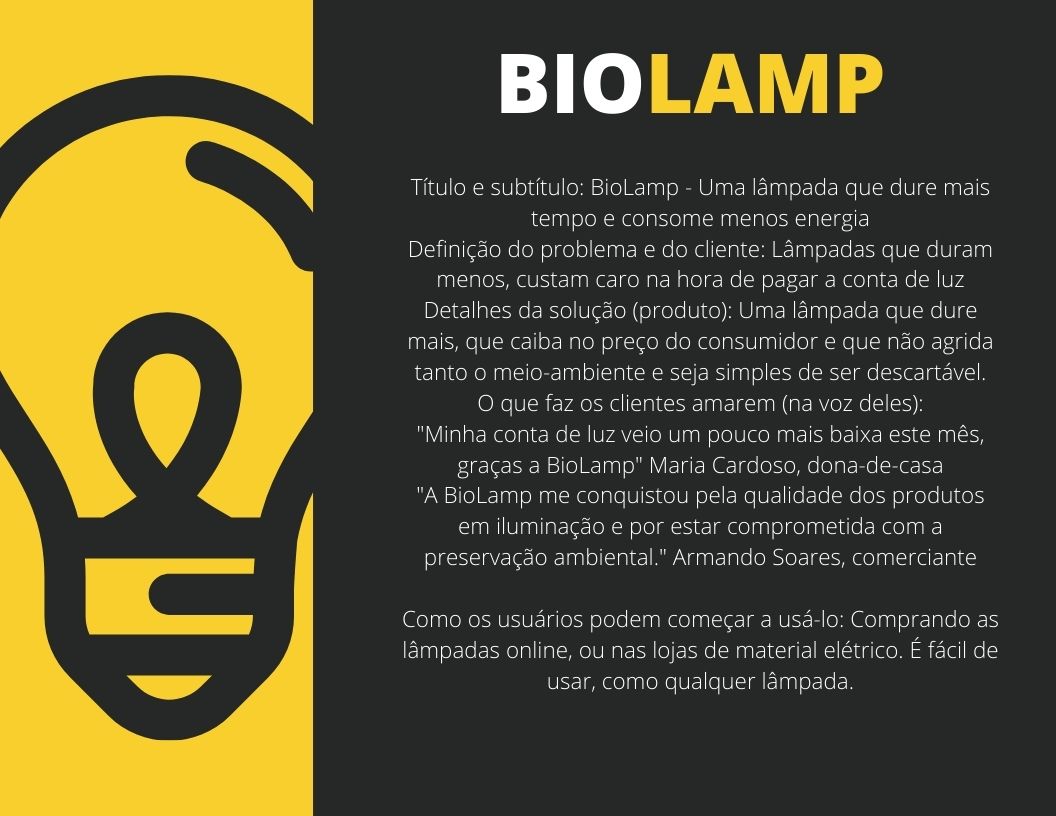 BIOLAMP
Título e subtítulo: BioLamp - Uma lâmpada que dure mais
tempo e consome menos energia
Definição do problema e do cliente: Lâmpadas que duram
menos, custam caro na hora de pagar a conta de luz
Detalhes da solução (produto): Uma lâmpada que dure
mais, que caiba no preço do consumidor e que não agrida
tanto o meio-ambiente e seja simples de ser descartável.
O que faz os clientes amarem (na voz deles):
"Minha conta de luz veio um pouco mais baixa este mês,
graças a BioLamp" Maria Cardoso, dona-de-casa
"A BioLamp me conquistou pela qualidade dos produtos
em iluminação e por estar comprometida com a
preservação ambiental." Armando Soares, comerciante
Como os usuários podem começar a usá-lo: Comprando as
lâmpadas online, ou nas lojas de material elétrico. É fácil de
usar, como qualquer lâmpada.